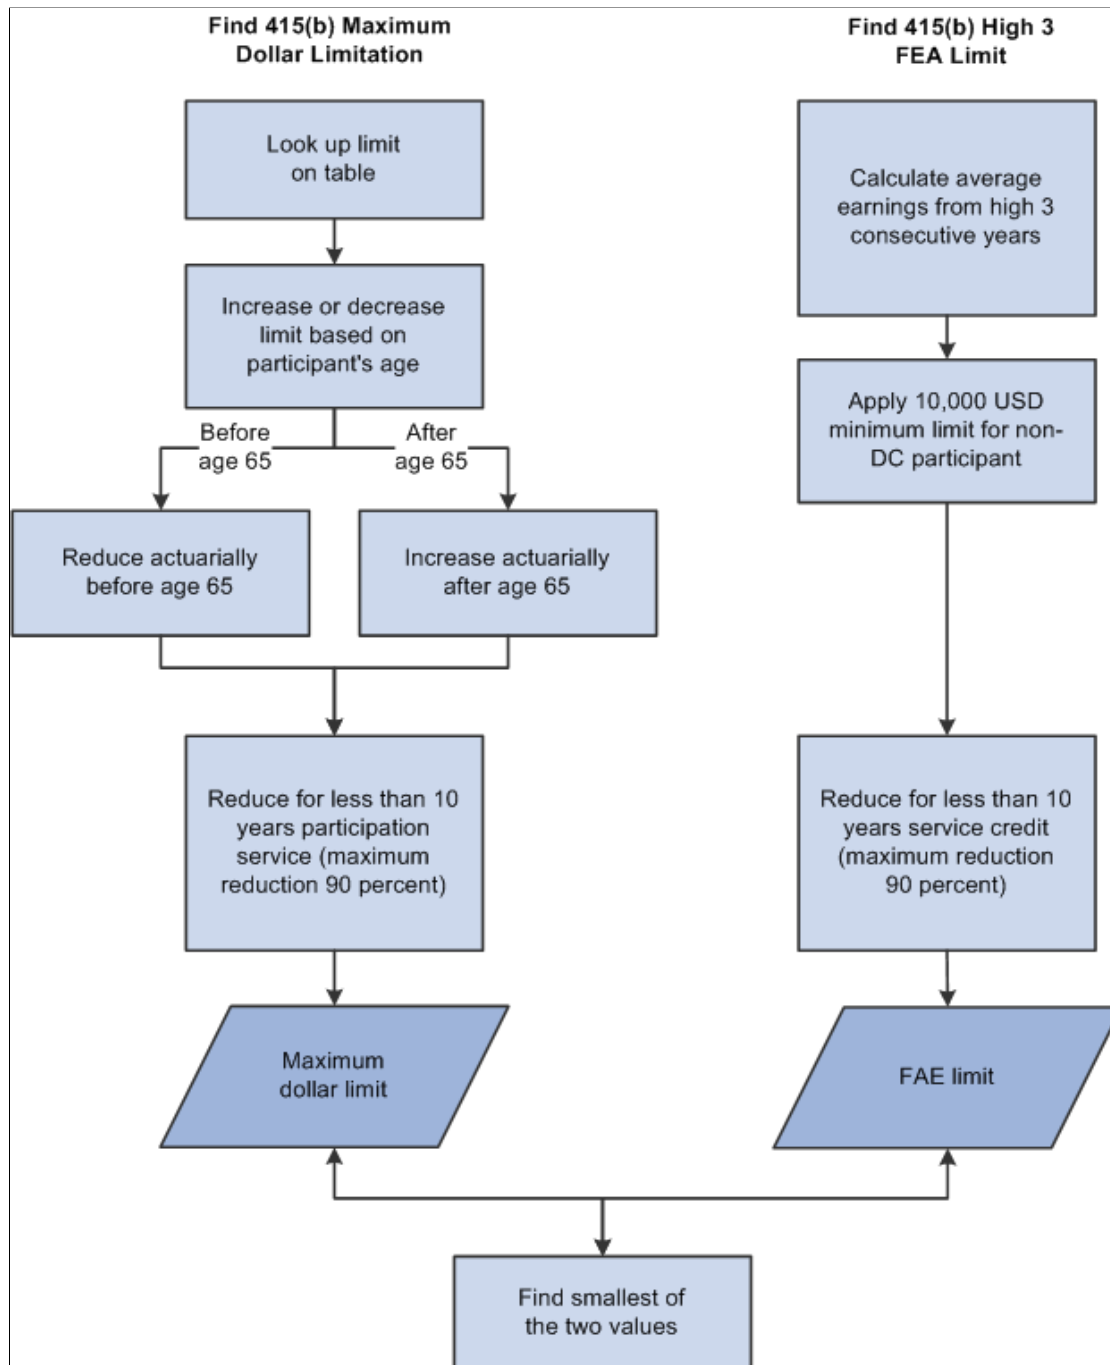 Find 415(b) Maximum
Dollar Limitation
Look up limit
on table
Increase or decrease
limit based on
participant's age
Before
age 65
After
age 65
Reduce actuarially
before age 65
Increase actuarially
after age 65
Reduce for less than 10
years participation
service (maximum
reduction 90 percent)
Maximum
dollar limit
Find 415(b) High 3
FEA Limit
Calculate average
earnings from high 3
consecutive years
Apply 10,000 USD
minimum limit for non-
DC participant
Reduce for less than 10
years service credit
(maximum reduction
90 percent)
FAE limit
Find smallest of
the two values